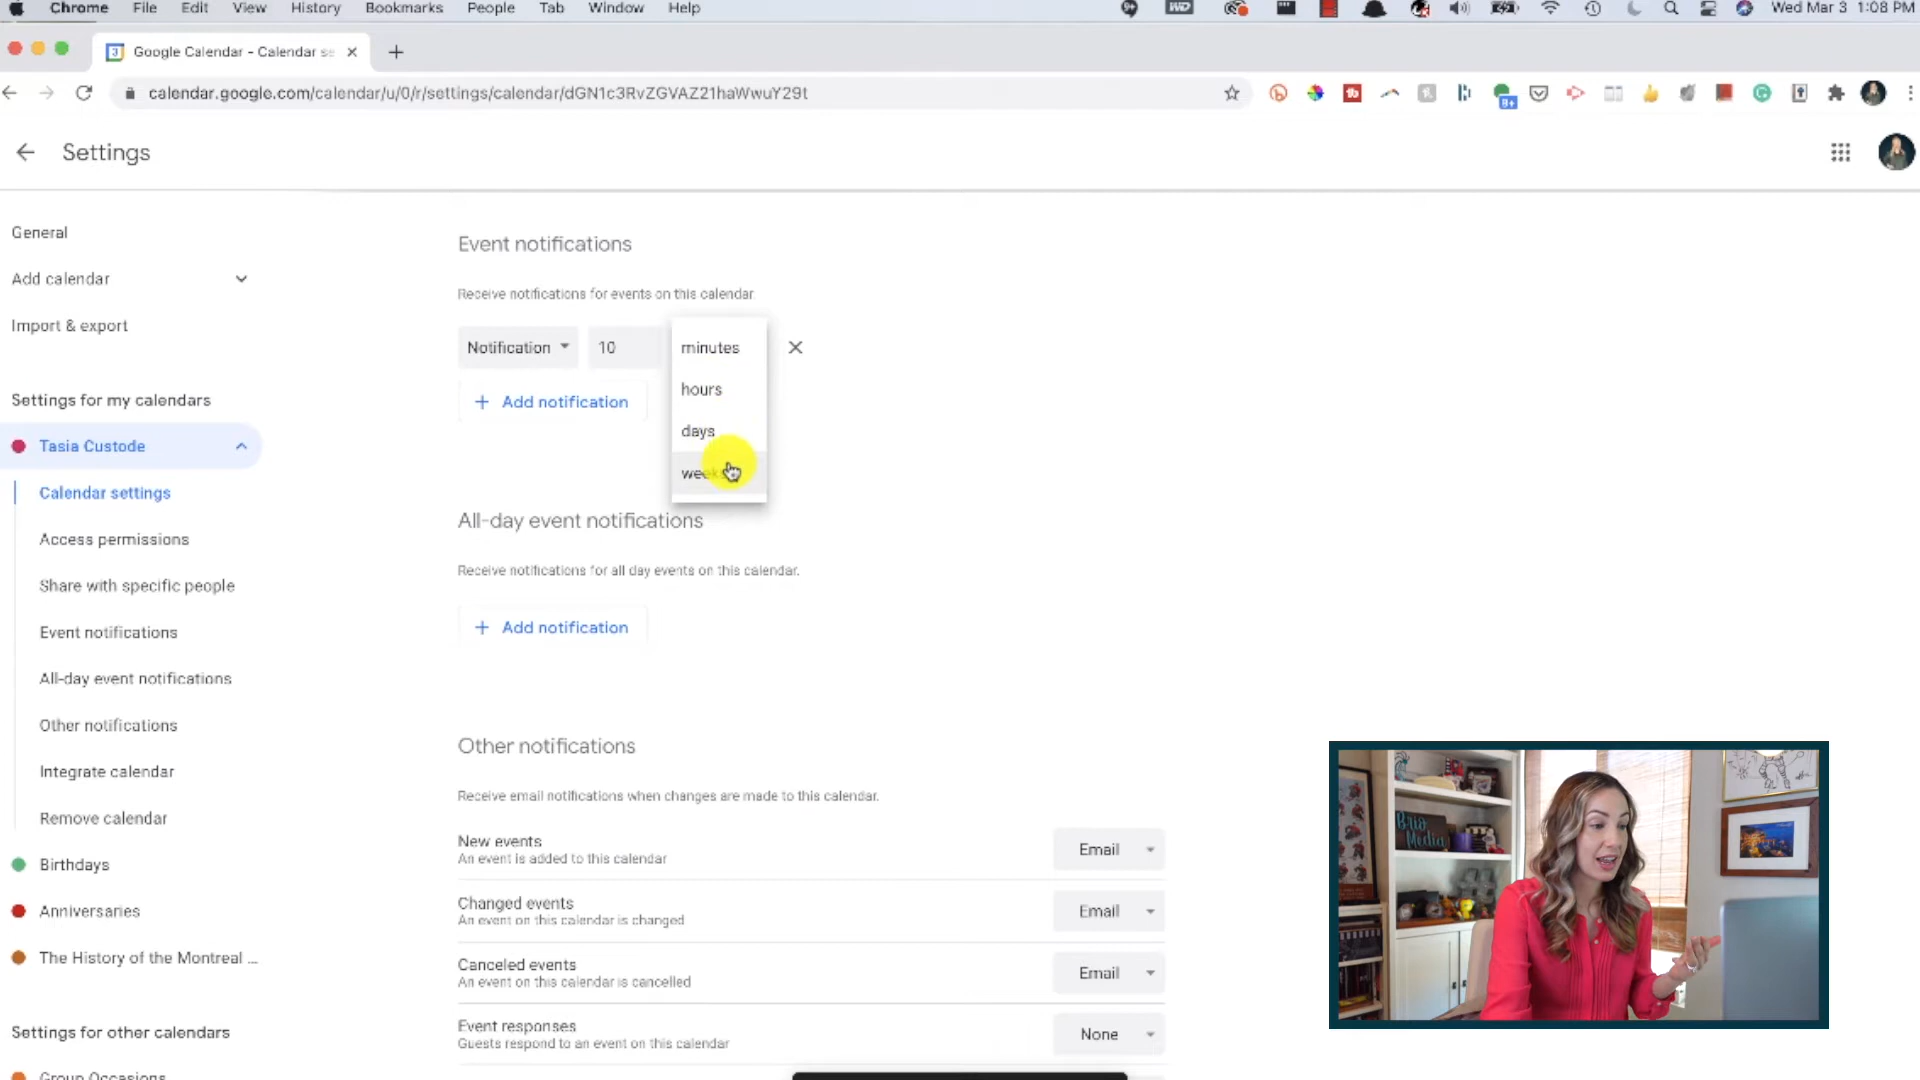 Chrome File Edit View History Bookmarks People Tab Window Help Wed Mar 3 1:08 PM
Google Calendar - Calendar se
calendar.google.com/calendar/u/0/r/settings/calendar/dGN1c3RvZGVAZ21haWwuY29t
Settings
General
Add calendar
Import & export
Settings for my calendars
Tasia Custode
Calendar settings
Access permissions
Share with specific people
Event notifications
All-day event notifications
Other notifications
Integrate calendar
Remove calendar
Birthdays
Anniversaries
The History of the Montreal ...
Settings for other calendars
Group Occasions
Event notifications
Receive notifications for events on this calendar
Notification 10 minutes
hours
days
weeks
+ Add notification
All-day event notifications
Receive notifications for all day events on this calendar.
+ Add notification
Other notifications
Receive email notifications when changes are made to this calendar.
New events
An event is added to this calendar
Email
Changed events
An event on this calendar is changed
Email
Canceled events
An event on this calendar is cancelled
Email
Event responses
Guests respond to an event on this calendar
None
Brio
Media